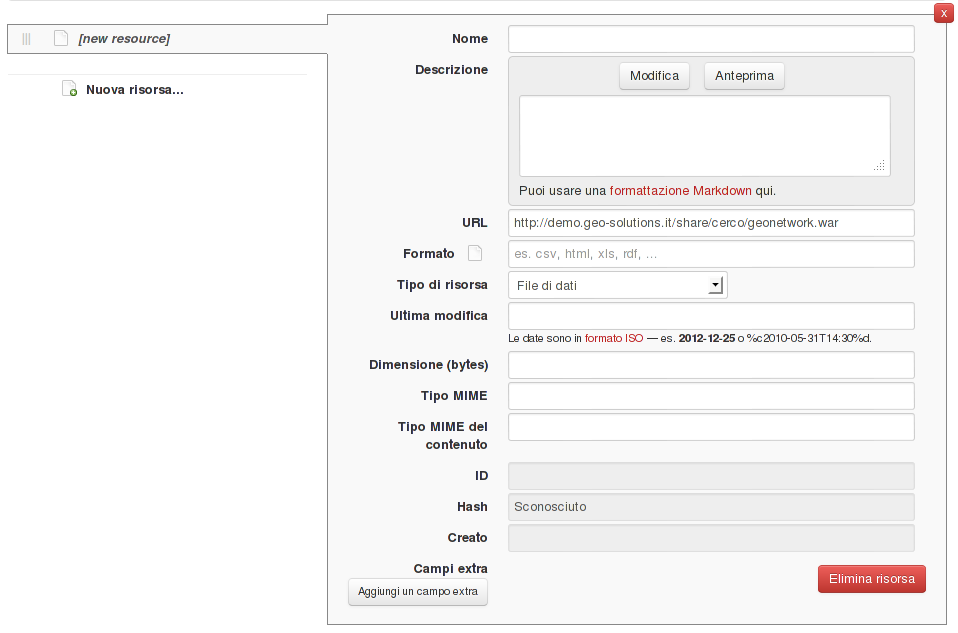 x
[new resource]
Nuova risorsa...
Nome
Descrizione
Modifica Anteprima
Puoi usare una formattazione Markdown qui.
URL http://demo.geo-solutions.it/share/cerco/geonetwork.war
Formato es. csv, html, xls, rdf, ...
Tipo di risorsa File di dati
Ultima modifica
Le date sono in formato ISO — es. 2012-12-25 o %c2010-05-31T14:30%d.
Dimensione (bytes)
Tipo MIME
Tipo MIME del
contenuto
ID
Hash Sconosciuto
Creato
Campi extra
Aggiungi un campo extra
Elimina risorsa